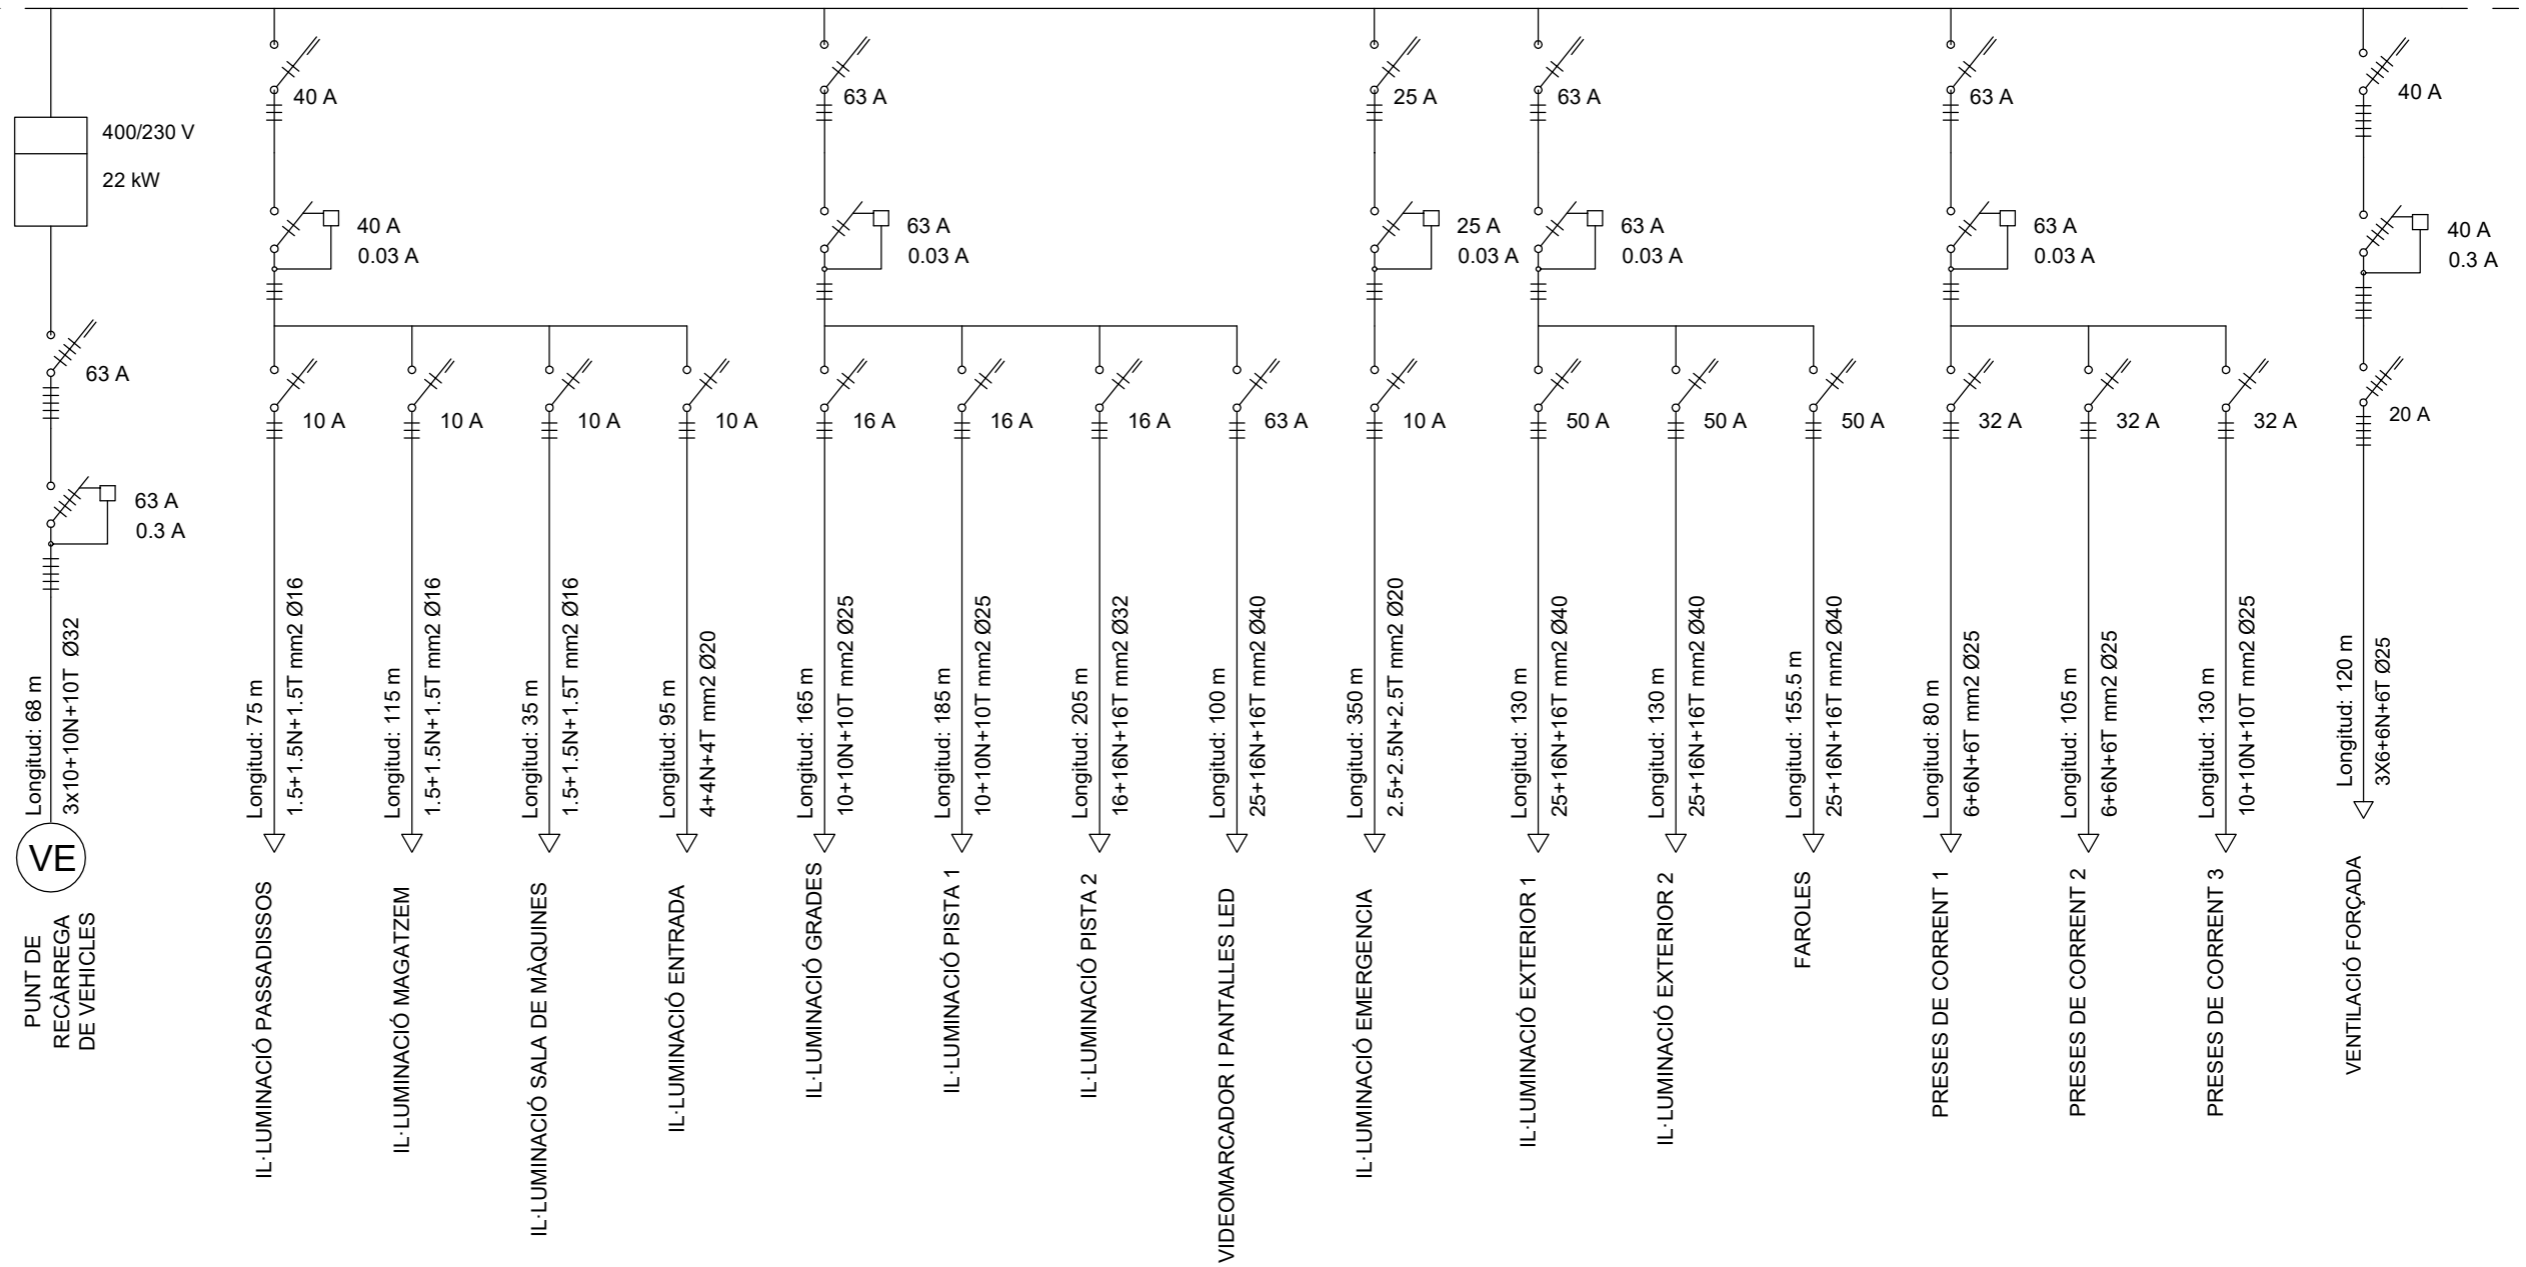 400/230 V
22 kW
63 A
63 A
0.3 A
Longitud: 68 m
3x10+10N+10T Ø32
VE
PUNT DE
RECÀRREGA
DE VEHICLES
40 A
40 A
0.03 A
10 A
Longitud: 75 m
1.5+1.5N+1.5T mm2 Ø16
IL·LUMINACIÓ PASSADISSOS
10 A
Longitud: 115 m
1.5+1.5N+1.5T mm2 Ø16
IL·LUMINACIÓ MAGATZEM
10 A
Longitud: 35 m
1.5+1.5N+1.5T mm2 Ø16
IL·LUMINACIÓ SALA DE MÀQUINES
10 A
Longitud: 95 m
4+4N+4T mm2 Ø20
IL·LUMINACIÓ ENTRADA
63 A
63 A
0.03 A
16 A
Longitud: 165 m
10+10N+10T mm2 Ø25
IL·LUMINACIÓ GRADES
16 A
Longitud: 185 m
10+10N+10T mm2 Ø25
IL·LUMINACIÓ PISTA 1
16 A
Longitud: 205 m
16+16N+16T mm2 Ø32
IL·LUMINACIÓ PISTA 2
63 A
Longitud: 100 m
25+16N+16T mm2 Ø40
VIDEOMARCADOR I PANTALLES LED
25 A
25 A
0.03 A
10 A
Longitud: 350 m
2.5+2.5N+2.5T mm2 Ø20
IL·LUMINACIÓ EMERGENCIA
63 A
63 A
0.03 A
50 A
Longitud: 130 m
25+16N+16T mm2 Ø40
IL·LUMINACIÓ EXTERIOR 1
50 A
Longitud: 130 m
25+16N+16T mm2 Ø40
IL·LUMINACIÓ EXTERIOR 2
50 A
Longitud: 155.5 m
25+16N+16T mm2 Ø40
FAROLES
63 A
63 A
0.03 A
32 A
Longitud: 80 m
6+6N+6T mm2 Ø25
PRESES DE CORRENT 1
32 A
Longitud: 105 m
6+6N+6T mm2 Ø25
PRESES DE CORRENT 2
32 A
Longitud: 130 m
10+10N+10T mm2 Ø25
PRESES DE CORRENT 3
40 A
40 A
0.3 A
20 A
Longitud: 120 m
3X6+6N+6T Ø25
VENTILACIÓ FORÇADA